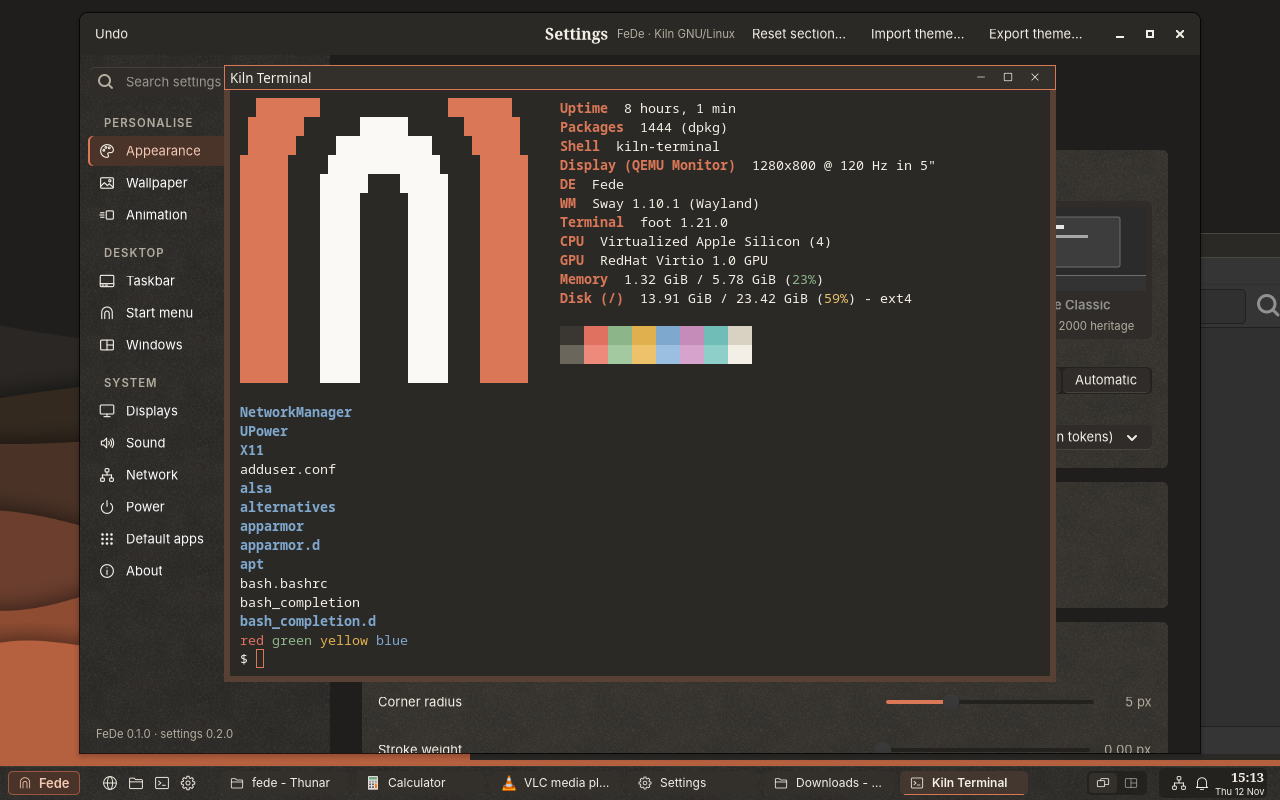 Undo
Settings FeDe · Kiln GNU/Linux
Reset section...
Import theme...
Export theme...
Search settings
PERSONALISE
Appearance
Wallpaper
Animation
DESKTOP
Taskbar
Start menu
Windows
SYSTEM
Displays
Sound
Network
Power
Default apps
About
FeDe 0.1.0 · settings 0.2.0
Kiln Terminal
Uptime 8 hours, 1 min
Packages 1444 (dpkg)
Shell kiln-terminal
Display (QEMU Monitor) 1280x800 @ 120 Hz in 5"
DE Fede
WM Sway 1.10.1 (Wayland)
Terminal foot 1.21.0
CPU Virtualized Apple Silicon (4)
GPU RedHat Virtio 1.0 GPU
Memory 1.32 GiB / 5.78 GiB (23%)
Disk (/) 13.91 GiB / 23.42 GiB (59%) - ext4
NetworkManager
UPower
X11
adduser.conf
alsa
alternatives
apparmor
apparmor.d
apt
bash.bashrc
bash_completion
bash_completion.d
red green yellow blue
$
Classic
2000 heritage
Automatic
tokens)
Corner radius 5 px
Stroke weight 0.00 px
Fede
fede - Thunar
Calculator
VLC media pl...
Settings
Downloads - ...
Kiln Terminal
15:13
Thu 12 Nov